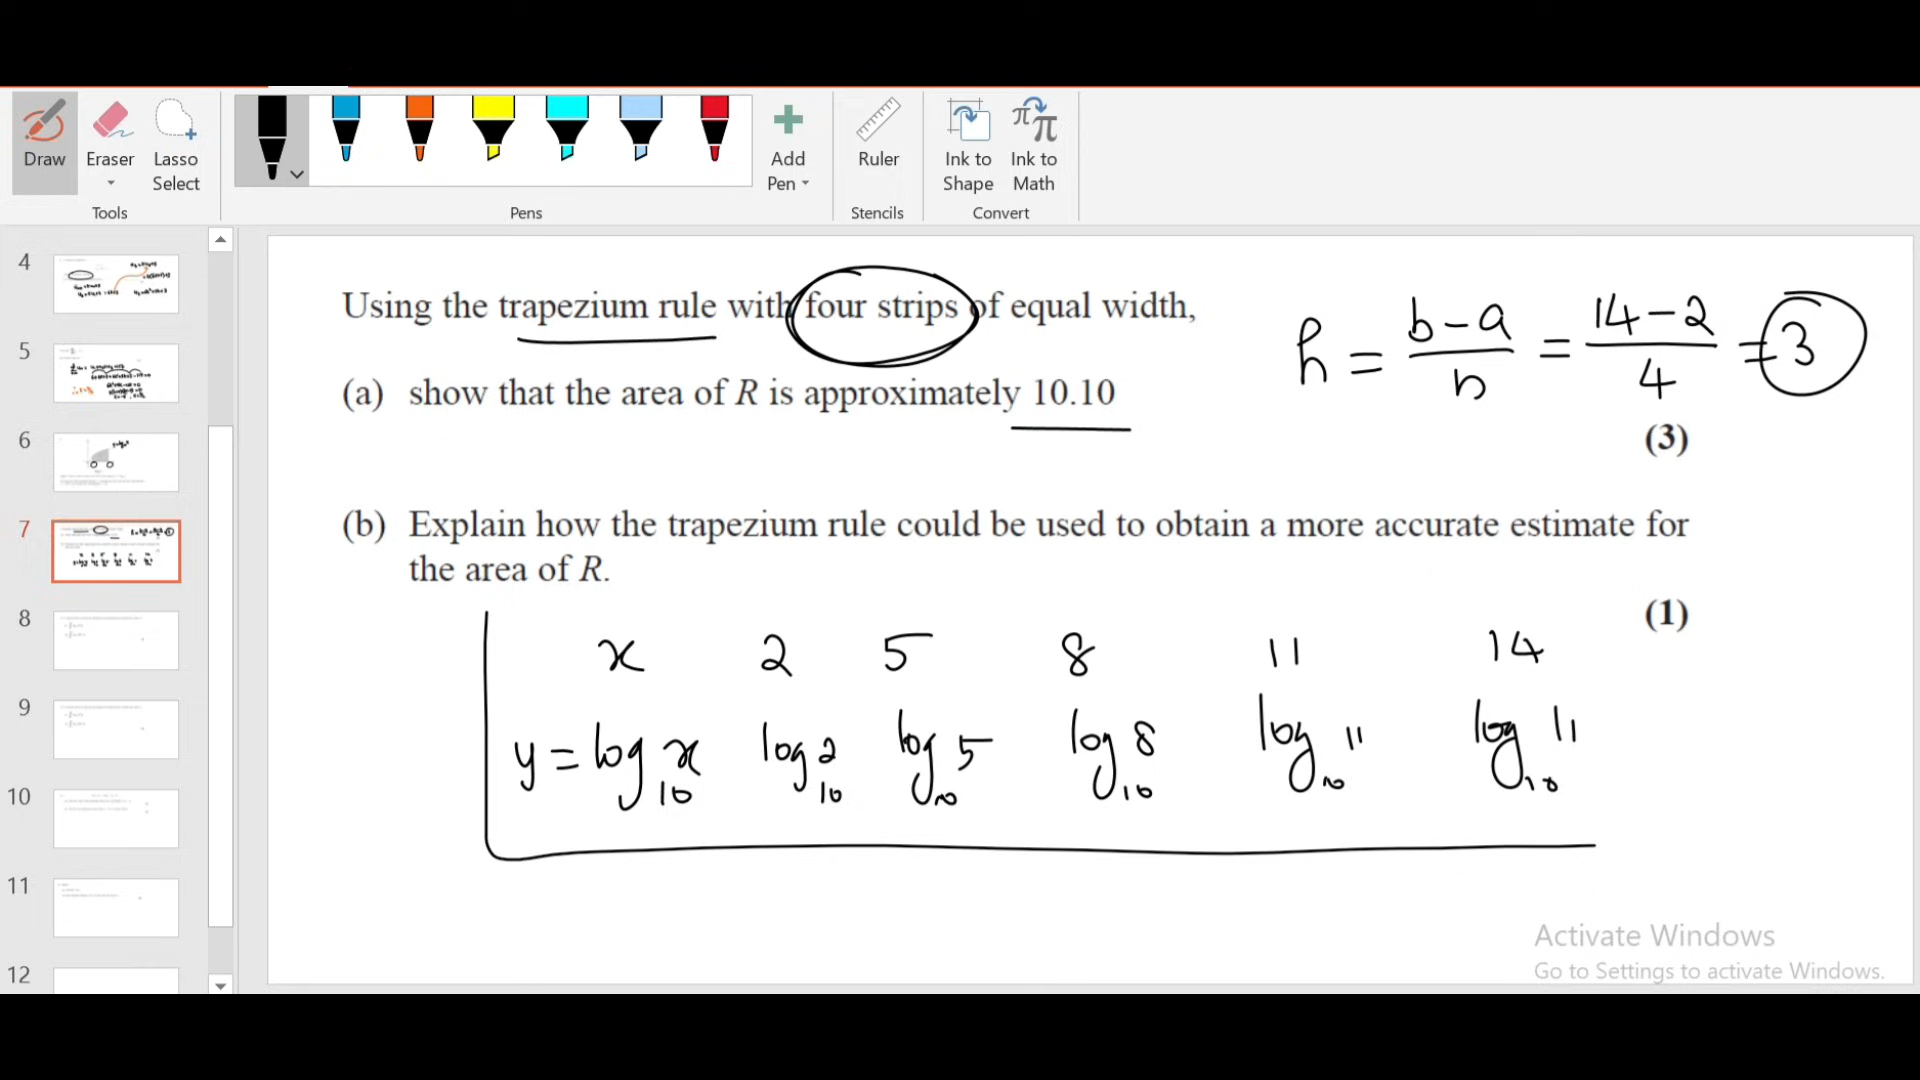 Draw
Eraser
Lasso
Select
Tools
Pens
Add
Pen
Ruler
Stencils
Ink to
Shape
Ink to
Math
Convert
4
5
6
7
8
9
10
11
12
Using the trapezium rule with four strips of equal width,
h = b-a/n = 14-2/4 = 3
(a) show that the area of R is approximately 10.10
(3)
(b) Explain how the trapezium rule could be used to obtain a more accurate estimate for
the area of R.
(1)
x 2 5 8 11 14
y = log₁₀ x log₁₀ 2 log₁₀ 5 log₁₀ 8 log₁₀ 11 log₁₀ 11
Activate Windows
Go to Settings to activate Windows.